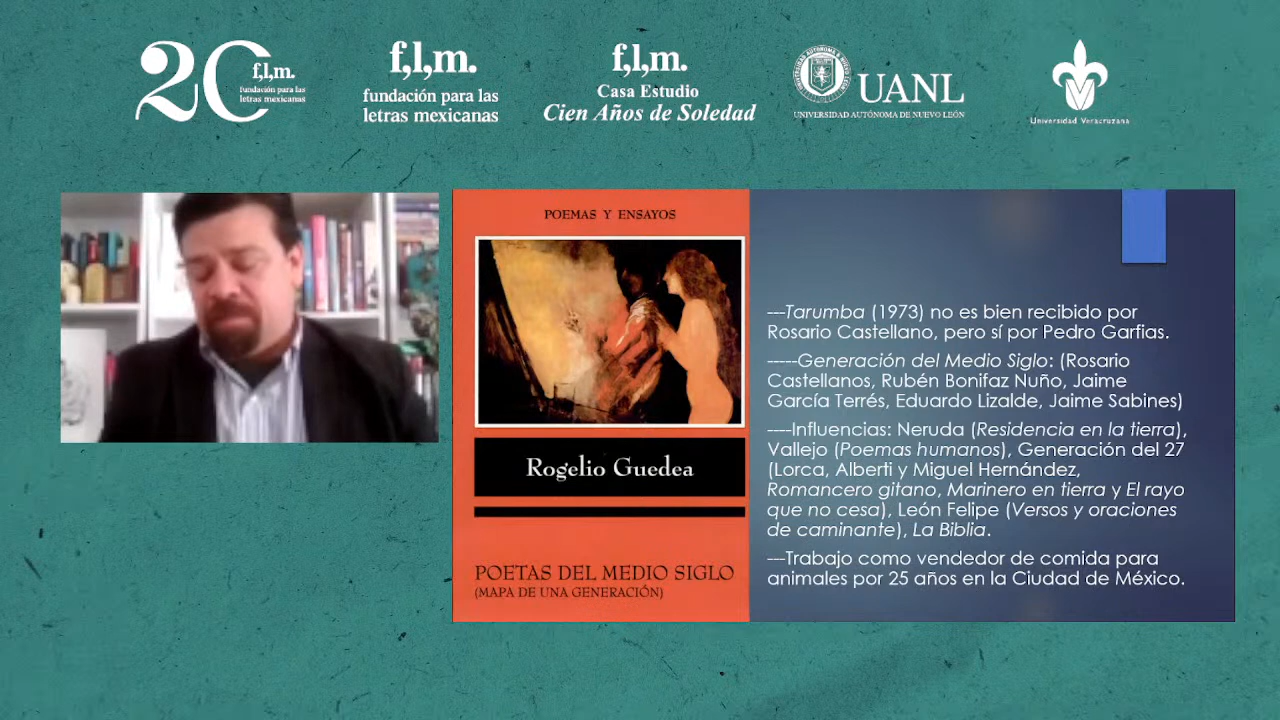 20 f,l,m.
fundación para las
letras mexicanas
f,l,m.
fundación para las
letras mexicanas
f,l,m.
Casa Estudio
Cien Años de Soledad
UANL
UNIVERSIDAD AUTÓNOMA DE NUEVO LEÓN
Universidad Veracruzana
POEMAS Y ENSAYOS
Rogelio Guedea
POETAS DEL MEDIO SIGLO
(MAPA DE UNA GENERACIÓN)
---Tarumba (1973) no es bien recibido por
Rosario Castellano, pero sí por Pedro Garfias.
-----Generación del Medio Siglo: (Rosario
Castellanos, Rubén Bonifaz Nuño, Jaime
García Terrés, Eduardo Lizalde, Jaime Sabines)
----Influencias: Neruda (Residencia en la tierra),
Vallejo (Poemas humanos), Generación del 27
(Lorca, Alberti y Miguel Hernández,
Romancero gitano, Marinero en tierra y El rayo
que no cesa), León Felipe (Versos y oraciones
de caminante), La Biblia.
---Trabajo como vendedor de comida para
animales por 25 años en la Ciudad de México.